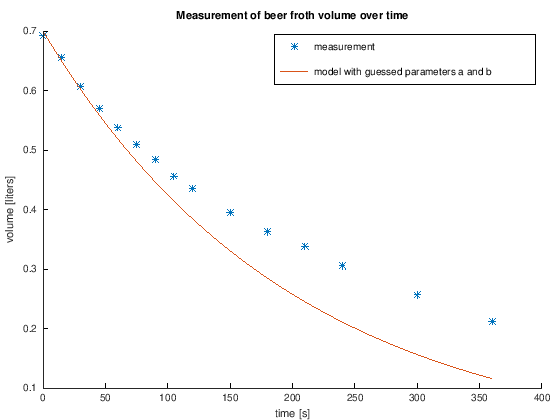 Measurement of beer froth volume over time
measurement
model with guessed parameters a and b
0.7
0.6
0.5
0.4
0.3
0.2
0.1
volume [liters]
0 50 100 150 200 250 300 350 400
time [s]